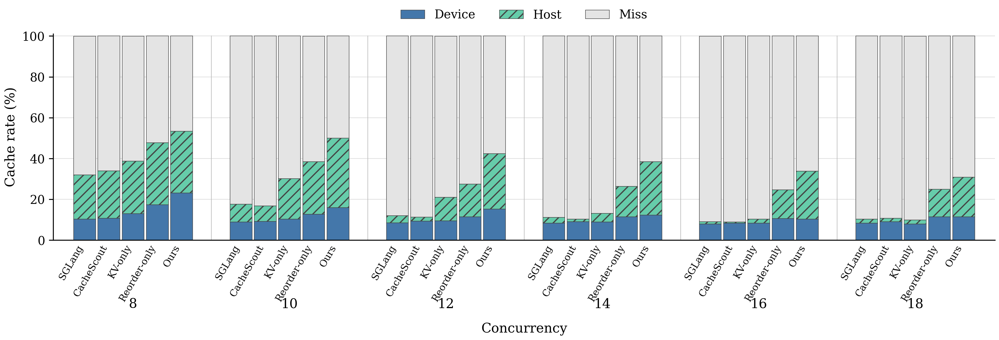 Device Host Miss
Cache rate (%)
100
80
60
40
20
0
SGLang CacheScout KV-only Reorder-only Ours
SGLang CacheScout KV-only Reorder-only Ours
SGLang CacheScout KV-only Reorder-only Ours
SGLang CacheScout KV-only Reorder-only Ours
SGLang CacheScout KV-only Reorder-only Ours
SGLang CacheScout KV-only Reorder-only Ours
8 10 12 14 16 18
Concurrency